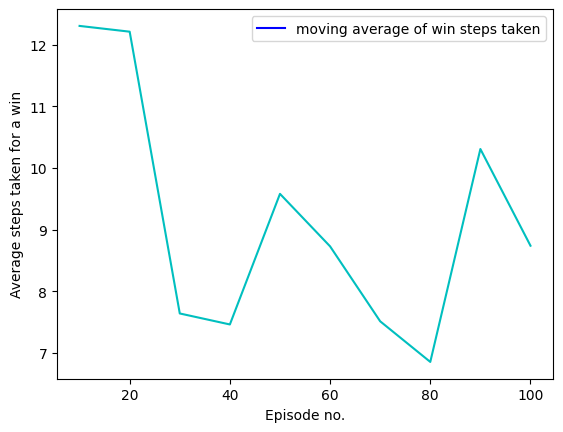 moving average of win steps taken
Average steps taken for a win
12
11
10
9
8
7
20 40 60 80 100
Episode no.